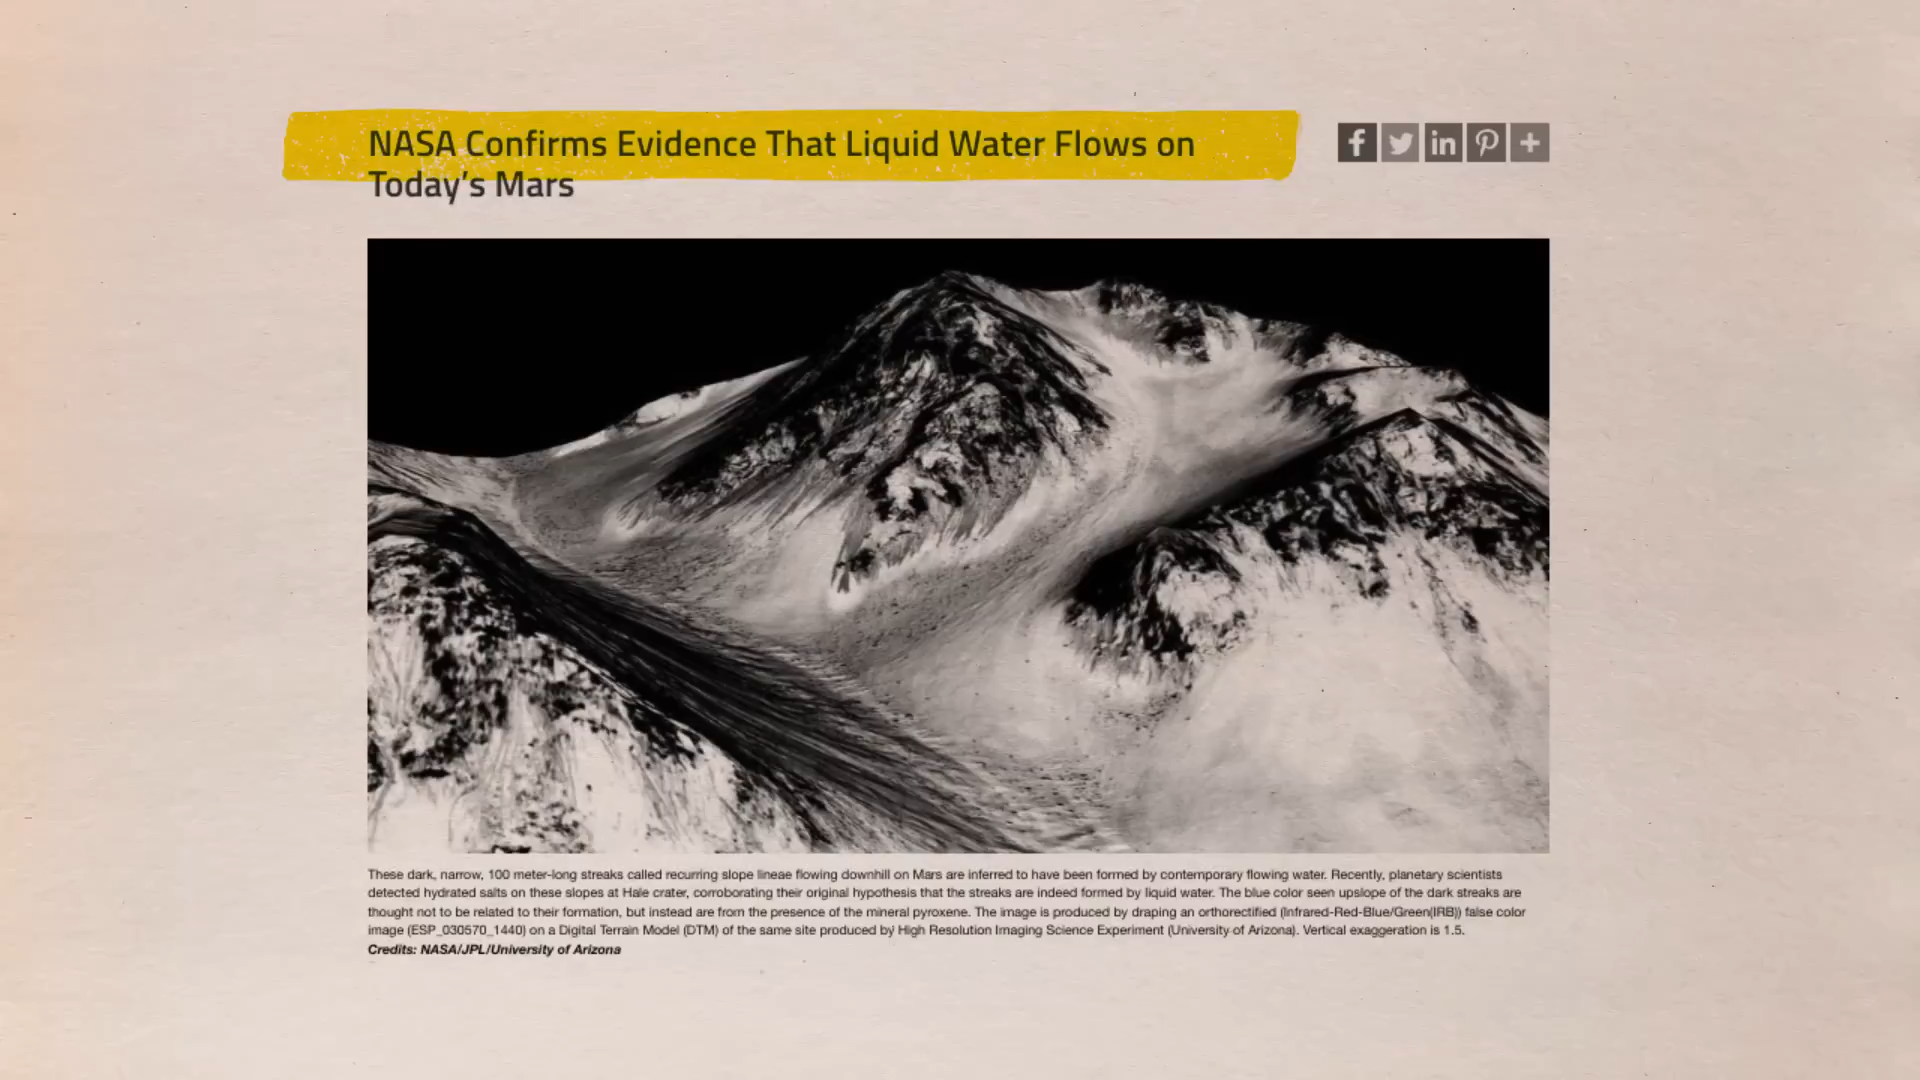 NASA Confirms Evidence That Liquid Water Flows on
Today's Mars
These dark, narrow, 100 meter-long streaks called recurring slope lineae flowing downhill on Mars are inferred to have been formed by contemporary flowing water. Recently, planetary scientists
detected hydrated salts on these slopes at Hale crater, corroborating their original hypothesis that the streaks are indeed formed by liquid water. The blue color seen upslope of the dark streaks are
thought not to be related to their formation, but instead are from the presence of the mineral pyroxene. The image is produced by draping an orthorectified (Infrared-Red-Blue/Green(IRB)) false color
image (ESP_030570_1440) on a Digital Terrain Model (DTM) of the same site produced by High Resolution Imaging Science Experiment (University of Arizona). Vertical exaggeration is 1.5.
Credits: NASA/JPL/University of Arizona